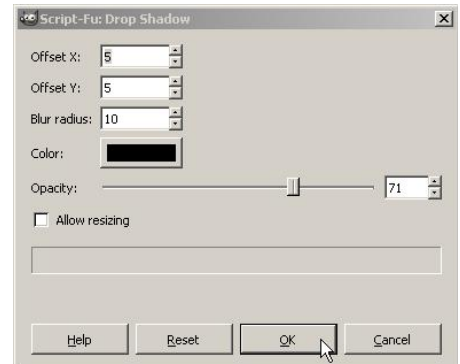 Script-Fu: Drop Shadow
Offset X: 5
Offset Y: 5
Blur radius: 10
Color:
Opacity: 71
Allow resizing
Help Reset OK Cancel